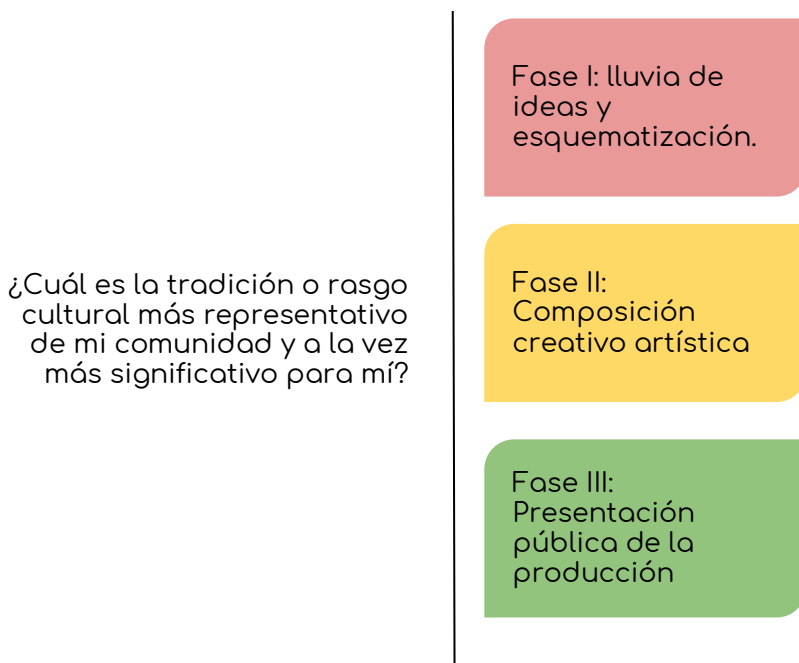 ¿Cuál es la tradición o rasgo
cultural más representativo
de mi comunidad y a la vez
más significativo para mí?
Fase I: lluvia de
ideas y
esquematización.
Fase II:
Composición
creativo artística
Fase III:
Presentación
pública de la
producción